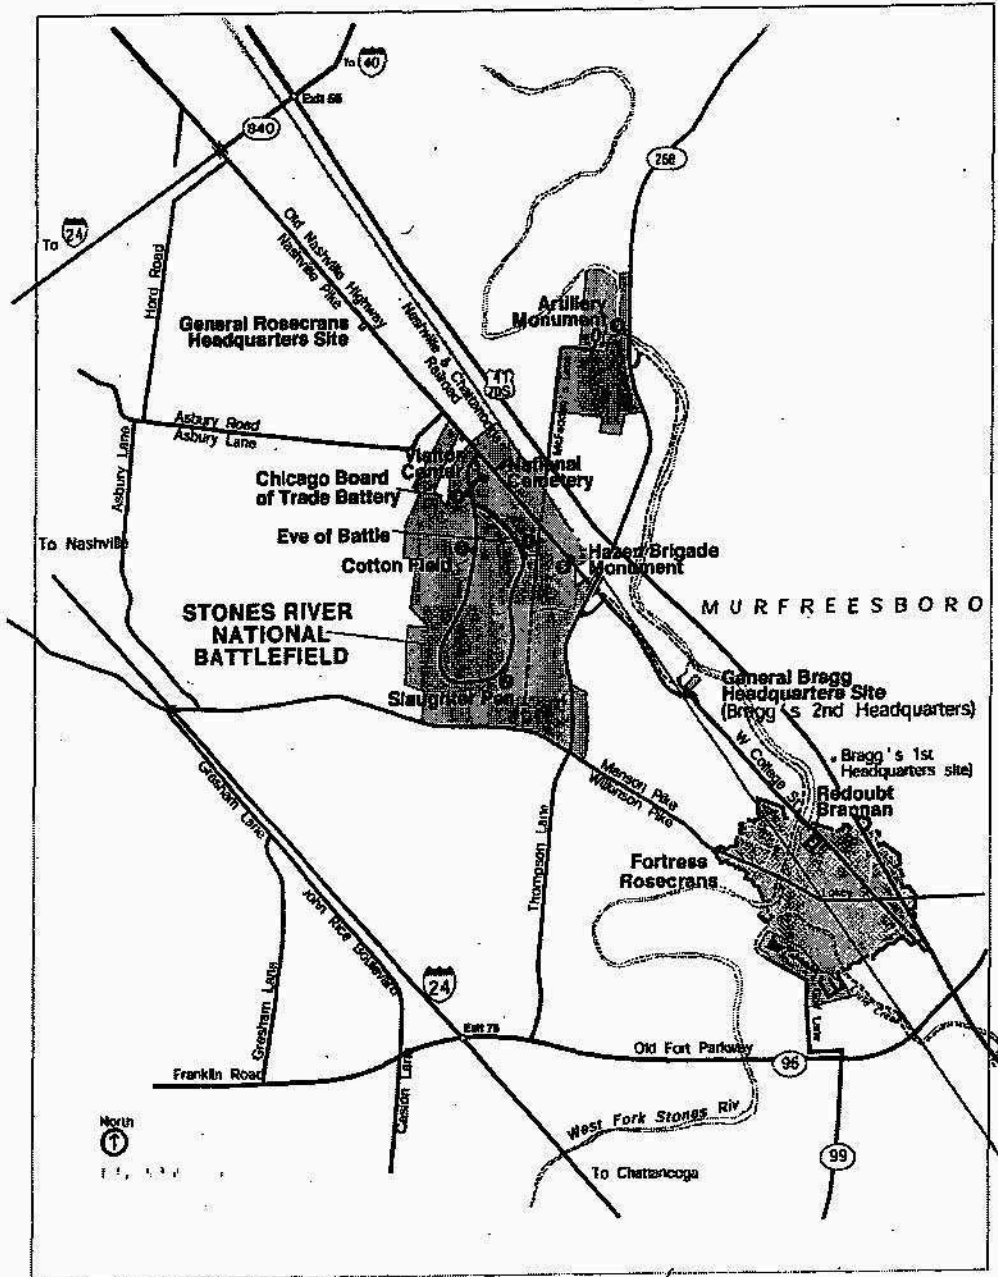 To 40
Exit 55
840
To 24
268
Hord Road
Old Nashville Highway
Nashville Pike
Nashville & Chattanooga
Railroad
General Rosecrans
Headquarters Site
Artillery
Monument
41
70S
Asbury Road
Asbury Lane
Asbury Lane
Visitor
Center
National
Cemetery
Chicago Board
of Trade Battery
Eve of Battle
Cotton Field
Hazen Brigade
Monument
To Nashville
STONES RIVER
NATIONAL
BATTLEFIELD
MURFREESBORO
Slaughter Pen
General Bragg
Headquarters Site
(Bragg's 2nd Headquarters)
W College St
Bragg's 1st
Headquarters site)
Redoubt
Brannan
Manson Pike
Wilkinson Pike
Gresham Lane
Thompson Lane
Fortress
Rosecrans
John Rice Boulevard
24
Gresham Lane
Exit 76
Franklin Road
Cason Lane
Old Fort Parkway
96
North
West Fork Stones Riv
To Chattancoga
99